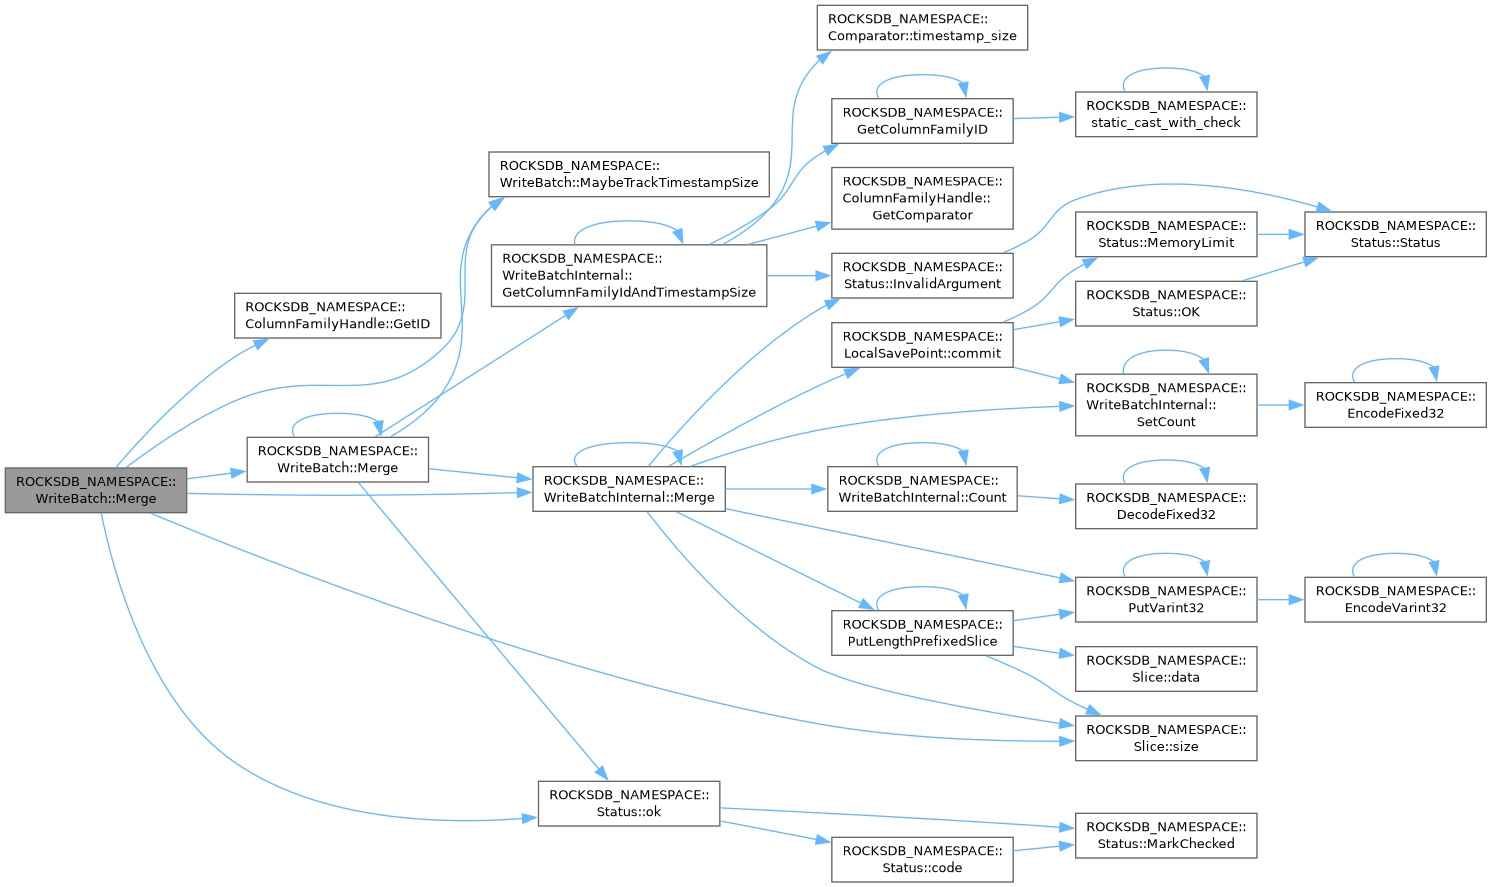 ROCKSDB_NAMESPACE::
WriteBatch::Merge
ROCKSDB_NAMESPACE::
ColumnFamilyHandle::GetID
ROCKSDB_NAMESPACE::
WriteBatch::Merge
ROCKSDB_NAMESPACE::
WriteBatch::MaybeTrackTimestampSize
ROCKSDB_NAMESPACE::
WriteBatchInternal::
GetColumnFamilyIdAndTimestampSize
ROCKSDB_NAMESPACE::
WriteBatchInternal::Merge
ROCKSDB_NAMESPACE::
Status::ok
ROCKSDB_NAMESPACE::
Comparator::timestamp_size
ROCKSDB_NAMESPACE::
GetColumnFamilyID
ROCKSDB_NAMESPACE::
ColumnFamilyHandle::
GetComparator
ROCKSDB_NAMESPACE::
Status::InvalidArgument
ROCKSDB_NAMESPACE::
LocalSavePoint::commit
ROCKSDB_NAMESPACE::
WriteBatchInternal::Count
ROCKSDB_NAMESPACE::
PutLengthPrefixedSlice
ROCKSDB_NAMESPACE::
Status::code
ROCKSDB_NAMESPACE::
static_cast_with_check
ROCKSDB_NAMESPACE::
Status::MemoryLimit
ROCKSDB_NAMESPACE::
Status::OK
ROCKSDB_NAMESPACE::
WriteBatchInternal::
SetCount
ROCKSDB_NAMESPACE::
DecodeFixed32
ROCKSDB_NAMESPACE::
PutVarint32
ROCKSDB_NAMESPACE::
Slice::data
ROCKSDB_NAMESPACE::
Slice::size
ROCKSDB_NAMESPACE::
Status::MarkChecked
ROCKSDB_NAMESPACE::
Status::Status
ROCKSDB_NAMESPACE::
EncodeFixed32
ROCKSDB_NAMESPACE::
EncodeVarint32